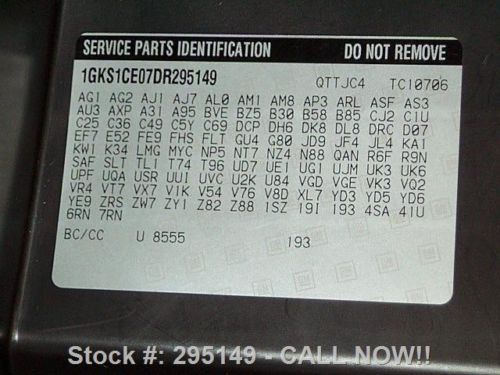 SERVICE PARTS IDENTIFICATION DO NOT REMOVE
1GKS1CE07DR295149 QTTJC4 TC10706
AG1 AG2 AJ1 AJ7 AL0 AM1 AM8 AP3 ARL ASF AS3
AU3 AXP A31 A95 BVE BZ5 B30 B58 B85 CJ2 C1U
C25 C36 C49 C5Y C69 DCP DH6 DK8 DL8 DRC D07
EF7 E52 FE9 FHS FLT GU4 G80 JD9 JF4 JL4 KA1
KW1 K34 LMG MYC NP5 NT7 NZ4 N88 QAN R6F R9N
SAF SLT TL1 T74 T96 UD7 UE1 UG1 UJM UK3 UK6
UPF UQA USR UU1 UVC U2K U84 VGD VGE VK3 VQ2
VR4 VT7 VX7 V1K V54 V76 V8D XL7 YD3 YD5 YD6
YE9 ZRS ZW7 ZY1 Z82 Z88 1SZ 19I 193 4SA 41U
6RN 7RN
BC/CC U 8555 193
Stock #: 295149 - CALL NOW!!